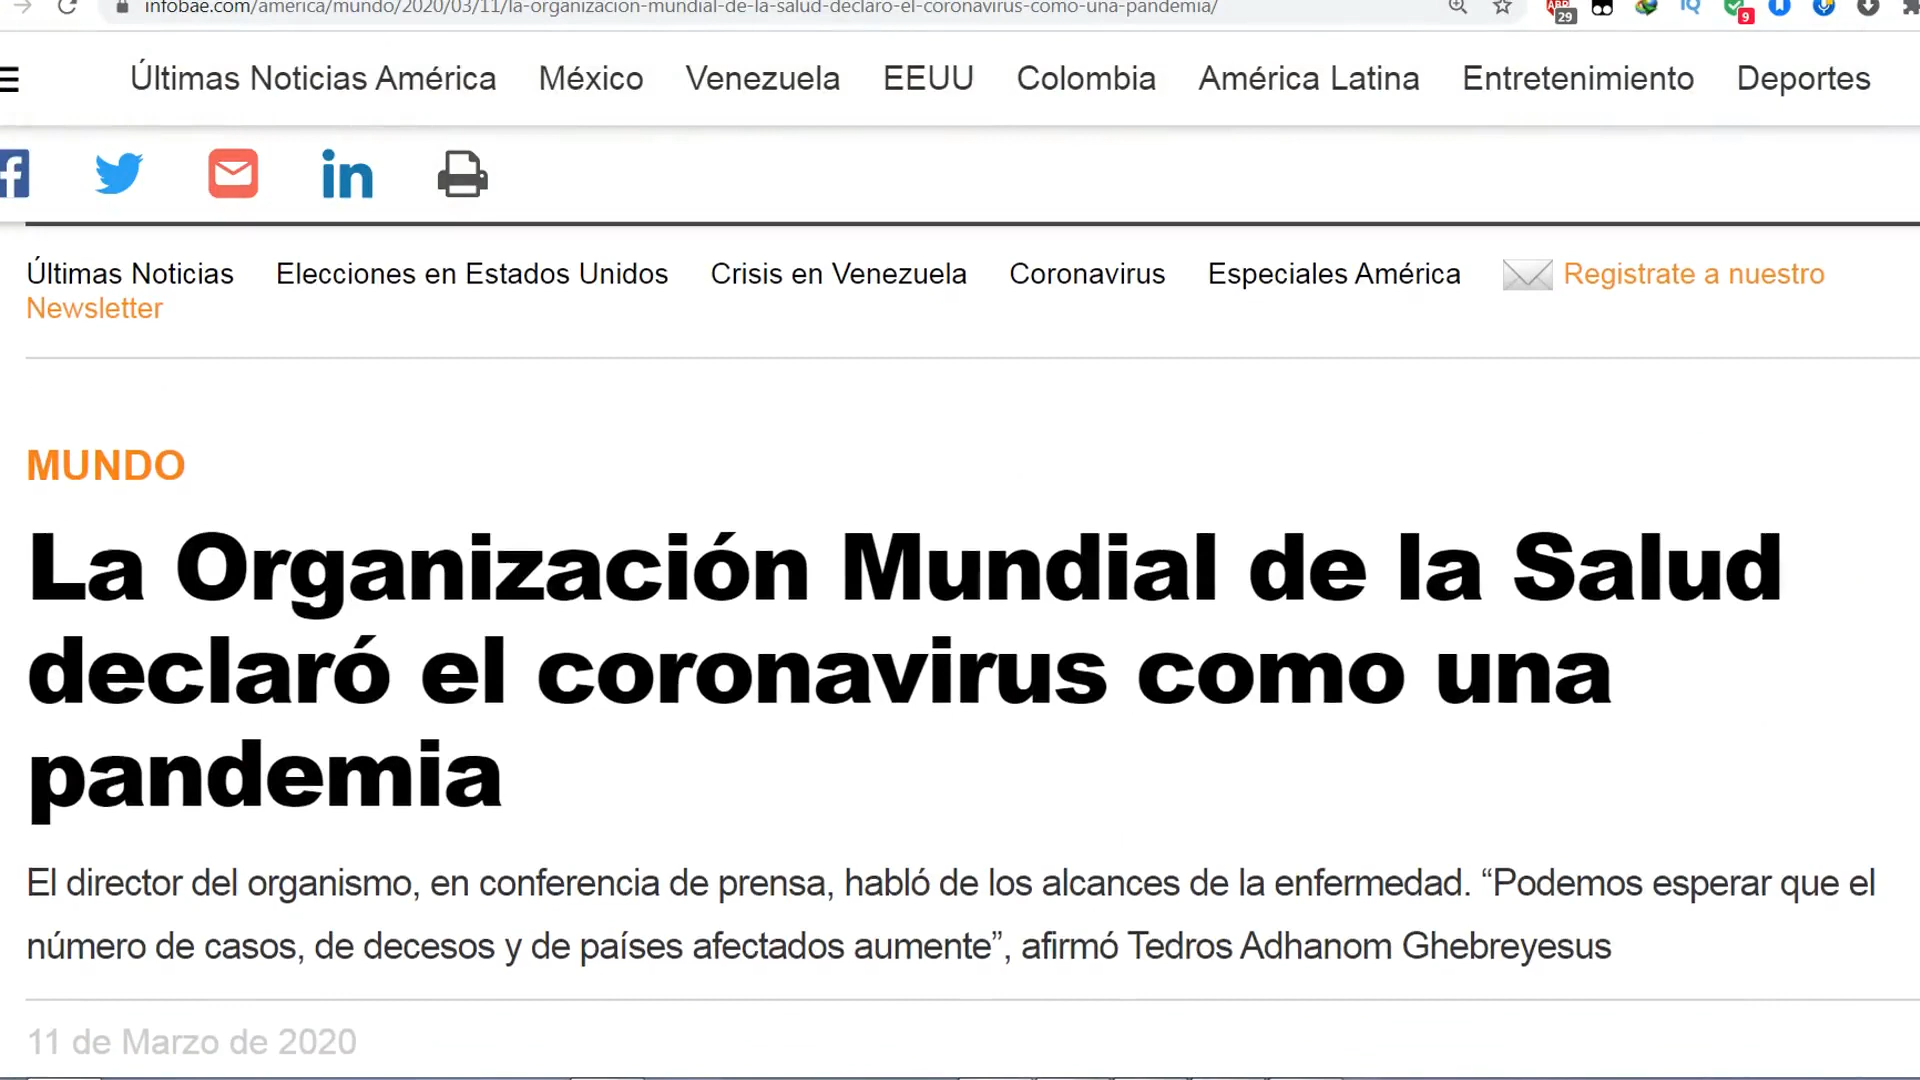 infobae.com/america/mundo/2020/03/11/la-organizacion-mundial-de-la-salud-declaro-el-coronavirus-como-una-pandemia/
ABP 29 IQ 9
Últimas Noticias América México Venezuela EEUU Colombia América Latina Entretenimiento Deportes
f in
Últimas Noticias Elecciones en Estados Unidos Crisis en Venezuela Coronavirus Especiales América Registrate a nuestro
Newsletter
MUNDO
La Organización Mundial de la Salud
declaró el coronavirus como una
pandemia
El director del organismo, en conferencia de prensa, habló de los alcances de la enfermedad. “Podemos esperar que el
número de casos, de decesos y de países afectados aumente”, afirmó Tedros Adhanom Ghebreyesus
11 de Marzo de 2020